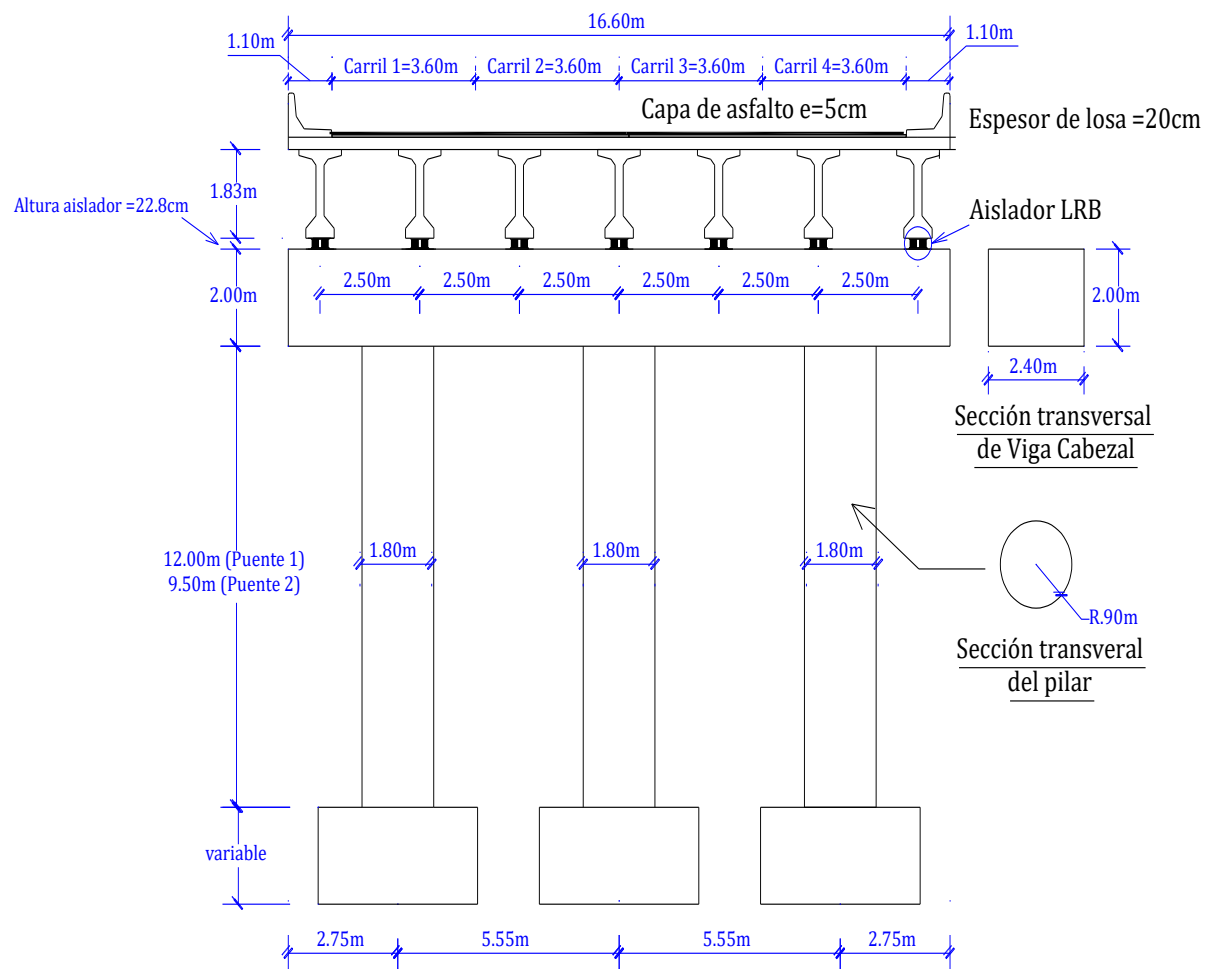 16.60m
1.10m
1.10m
Carril 1=3.60m
Carril 2=3.60m
Carril 3=3.60m
Carril 4=3.60m
Capa de asfalto e=5cm
Espesor de losa =20cm
1.83m
Altura aislador =22.8cm
Aislador LRB
2.50m
2.50m
2.50m
2.50m
2.50m
2.50m
2.00m
2.00m
2.40m
Sección transversal
de Viga Cabezal
12.00m (Puente 1)
9.50m (Puente 2)
1.80m
1.80m
1.80m
R.90m
Sección transveral
del pilar
variable
2.75m
5.55m
5.55m
2.75m